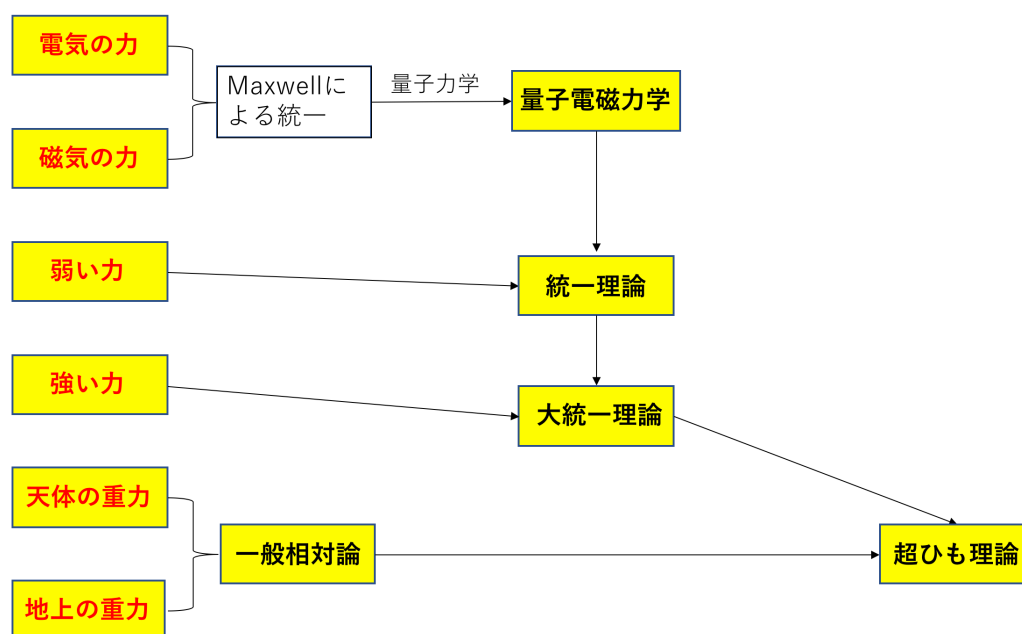 電気の力
Maxwellに
よる統一
量子力学
量子電磁力学
磁気の力
弱い力
統一理論
強い力
大統一理論
天体の重力
一般相対論
超ひも理論
地上の重力